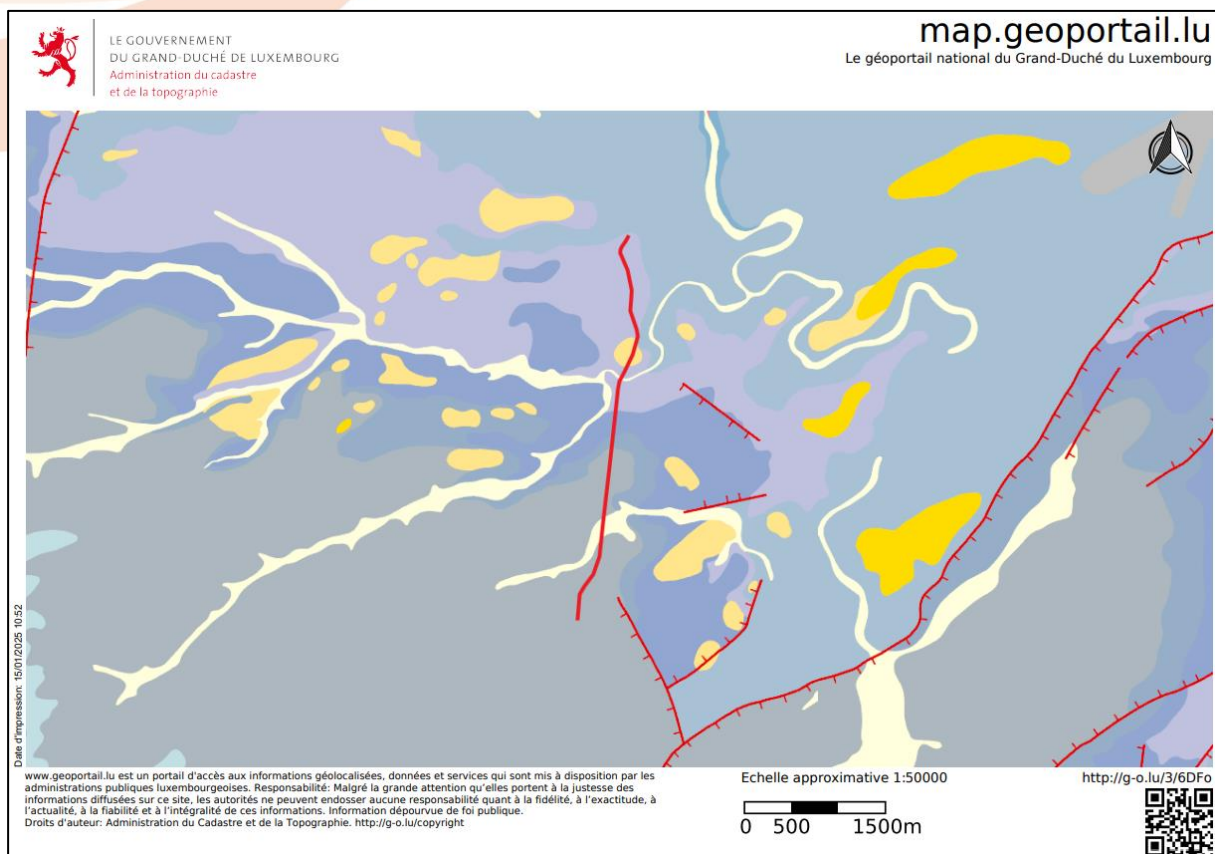 LE GOUVERNEMENT
DU GRAND-DUCHÉ DE LUXEMBOURG
Administration du cadastre
et de la topographie
map.geoportail.lu
Le géoportail national du Grand-Duché du Luxembourg
Date d'impression: 15/01/2025 10:52
www.geoportail.lu est un portail d'accès aux informations géolocalisées, données et services qui sont mis à disposition par les
administrations publiques luxembourgeoises. Responsabilité: Malgré la grande attention qu'elles portent à la justesse des
informations diffusées sur ce site, les autorités ne peuvent endosser aucune responsabilité quant à la fidélité, à l'exactitude, à
l'actualité, à la fiabilité et à l'intégralité de ces informations. Information dépourvue de foi publique.
Droits d'auteur: Administration du Cadastre et de la Topographie. http://g-o.lu/copyright
Echelle approximative 1:50000
0 500 1500m
http://g-o.lu/3/6DFo